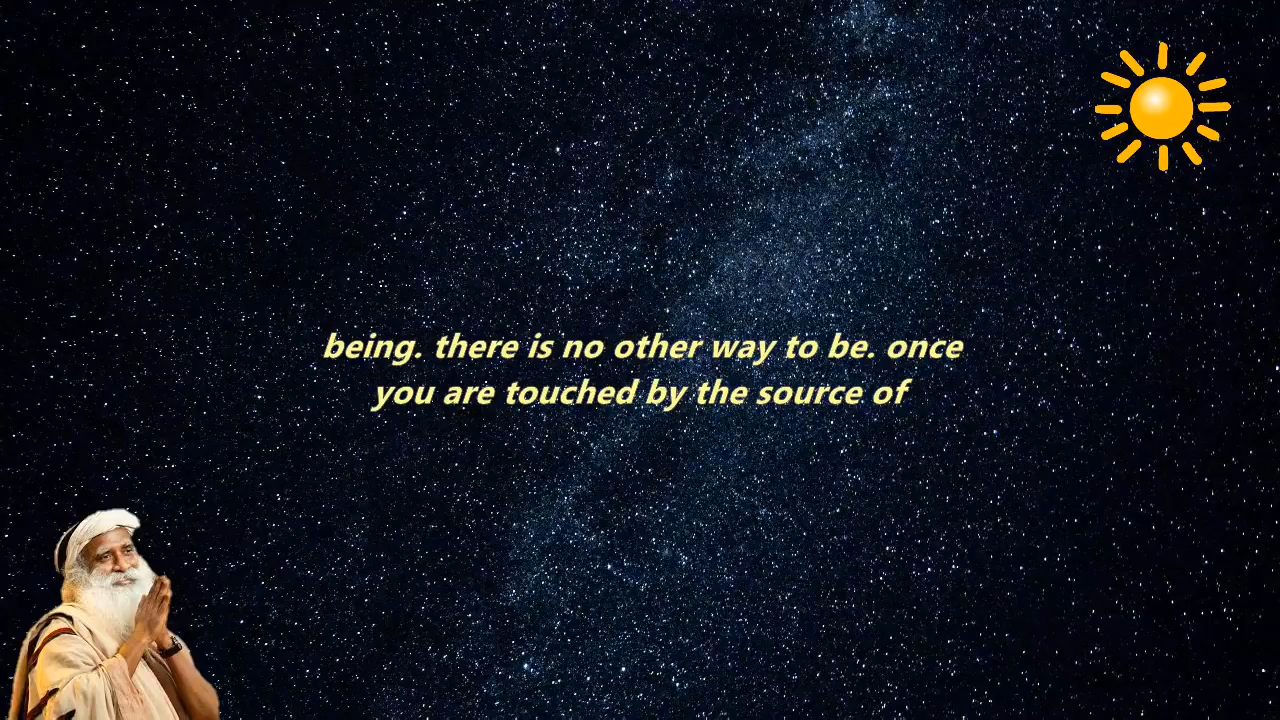 being. there is no other way to be. once
you are touched by the source of